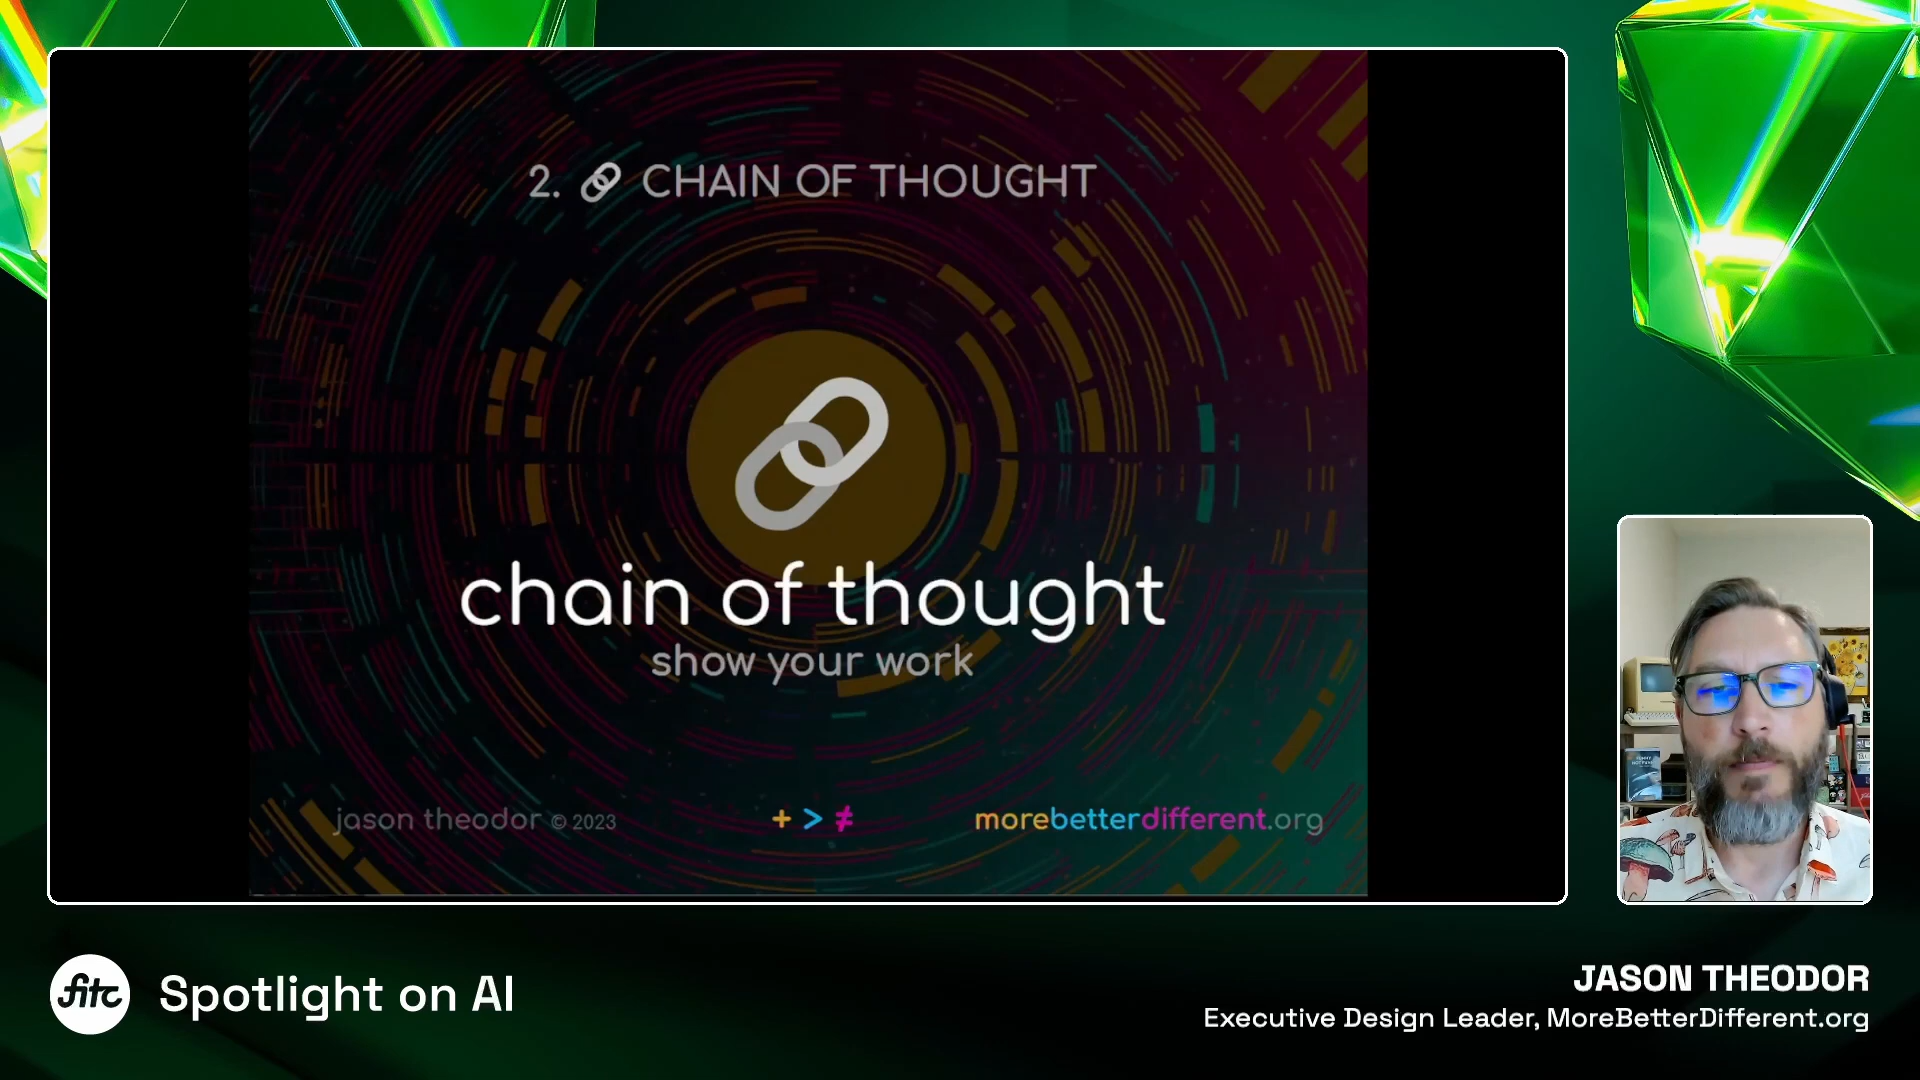 2. CHAIN OF THOUGHT
chain of thought
show your work
jason theodor © 2023
+ > ≠
morebetterdifferent.org
fitc
Spotlight on AI
JASON THEODOR
Executive Design Leader, MoreBetterDifferent.org